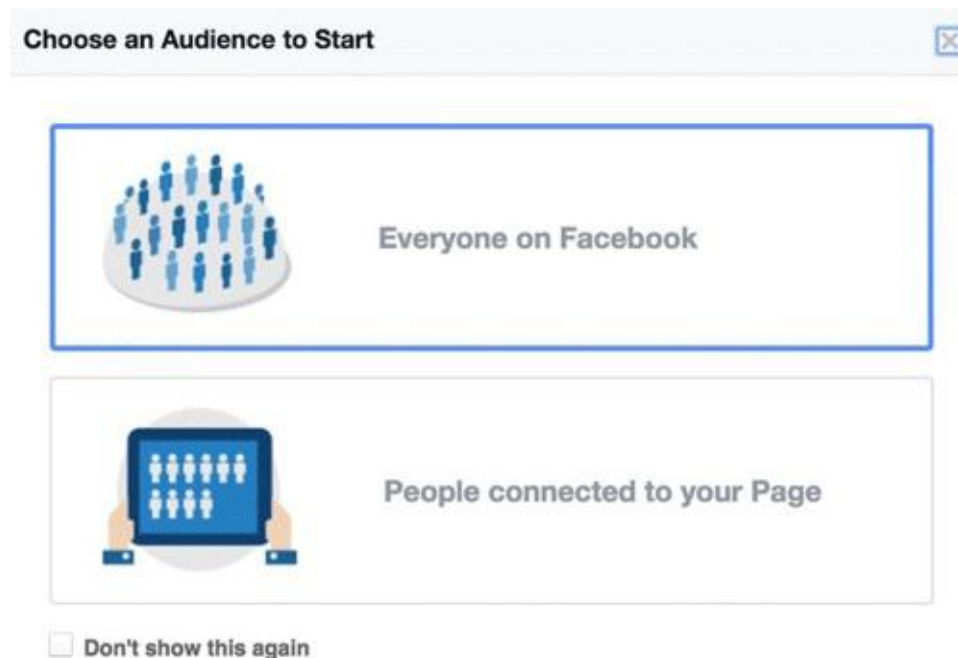 Choose an Audience to Start
Everyone on Facebook
People connected to your Page
Don't show this again